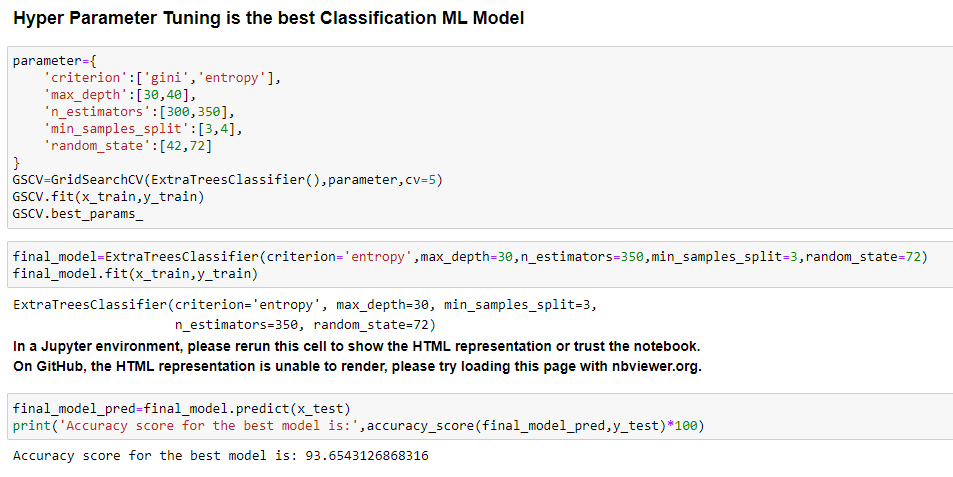 Hyper Parameter Tuning is the best Classification ML Model
parameter={
    'criterion':['gini','entropy'],
    'max_depth':[30,40],
    'n_estimators':[300,350],
    'min_samples_split':[3,4],
    'random_state':[42,72]
}
GSCV=GridSearchCV(ExtraTreesClassifier(),parameter,cv=5)
GSCV.fit(x_train,y_train)
GSCV.best_params_
final_model=ExtraTreesClassifier(criterion='entropy',max_depth=30,n_estimators=350,min_samples_split=3,random_state=72)
final_model.fit(x_train,y_train)
ExtraTreesClassifier(criterion='entropy', max_depth=30, min_samples_split=3,
                     n_estimators=350, random_state=72)
In a Jupyter environment, please rerun this cell to show the HTML representation or trust the notebook.
On GitHub, the HTML representation is unable to render, please try loading this page with nbviewer.org.
final_model_pred=final_model.predict(x_test)
print('Accuracy score for the best model is:',accuracy_score(final_model_pred,y_test)*100)
Accuracy score for the best model is: 93.6543126868316